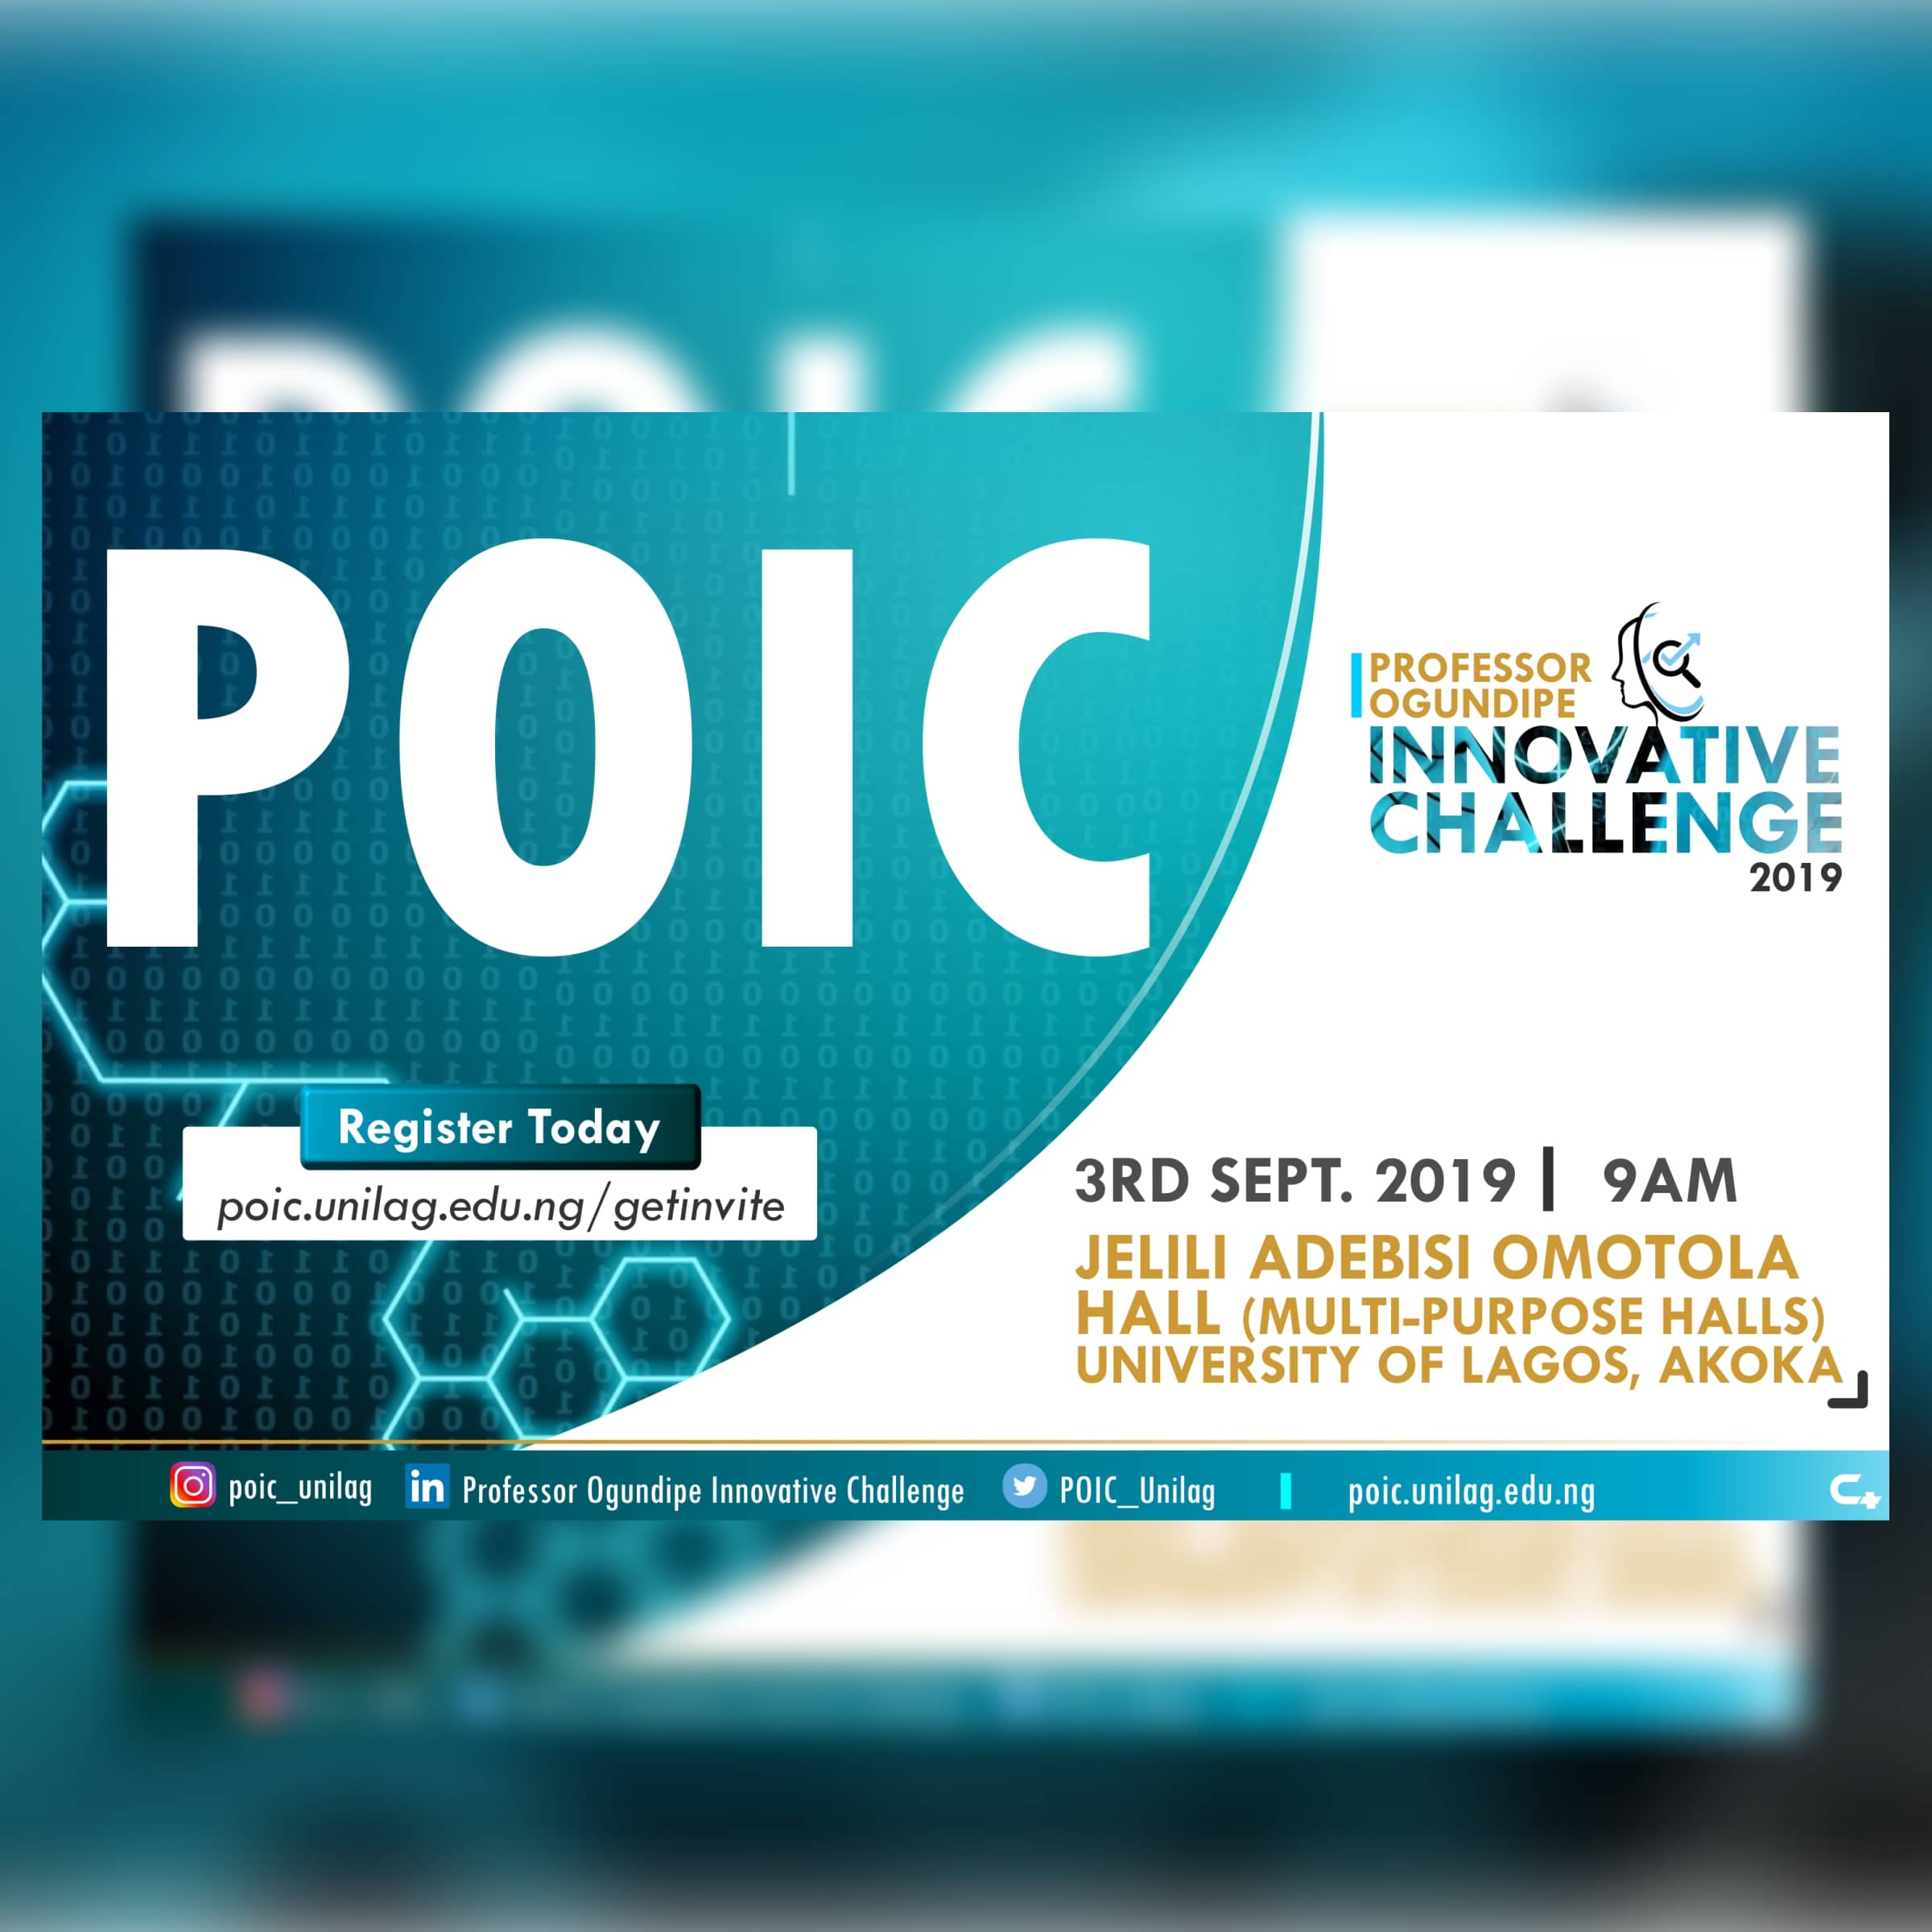 POIC
PROFESSOR
OGUNDIPE
INNOVATIVE
CHALLENGE
2019
Register Today
poic.unilag.edu.ng/getinvite
3RD SEPT. 2019 | 9AM
JELILI ADEBISI OMOTOLA
HALL (MULTI-PURPOSE HALLS)
UNIVERSITY OF LAGOS, AKOKA
poic_unilag in Professor Ogundipe Innovative Challenge POIC_Unilag | poic.unilag.edu.ng